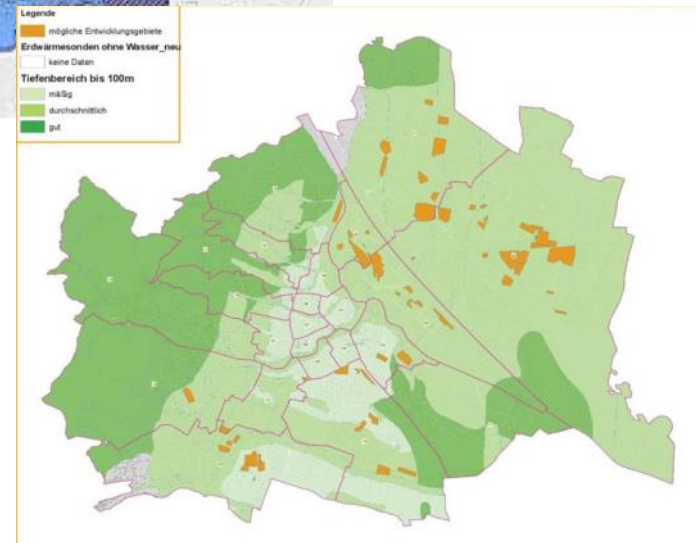 Legende
mögliche Entwicklungsgebiete
Erdwärmesonden ohne Wasser_neu
keine Daten
Tiefenbereich bis 100m
mäßig
durchschnittlich
gut